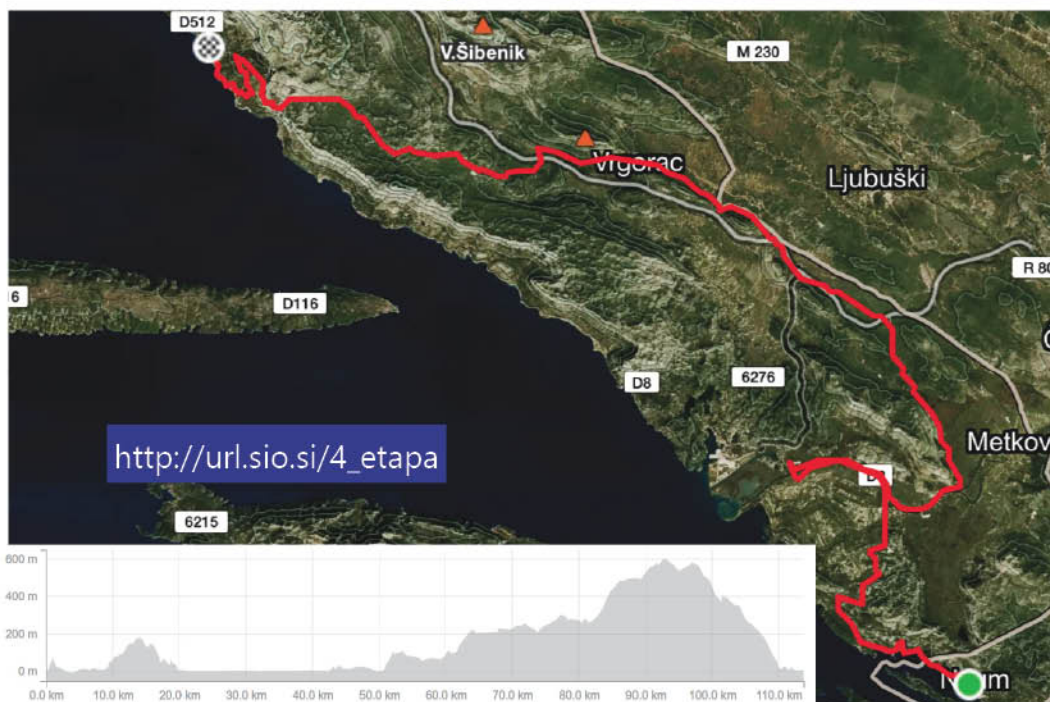 D512
V.Šibenik
M 230
Vrgorac
Ljubuški
R 80
16
D116
D8
6276
http://url.sio.si/4_etapa
Metkov
6215
600 m
400 m
200 m
0 m
0.0 km
10.0 km
20.0 km
30.0 km
40.0 km
50.0 km
60.0 km
70.0 km
80.0 km
90.0 km
100.0 km
110.0 km